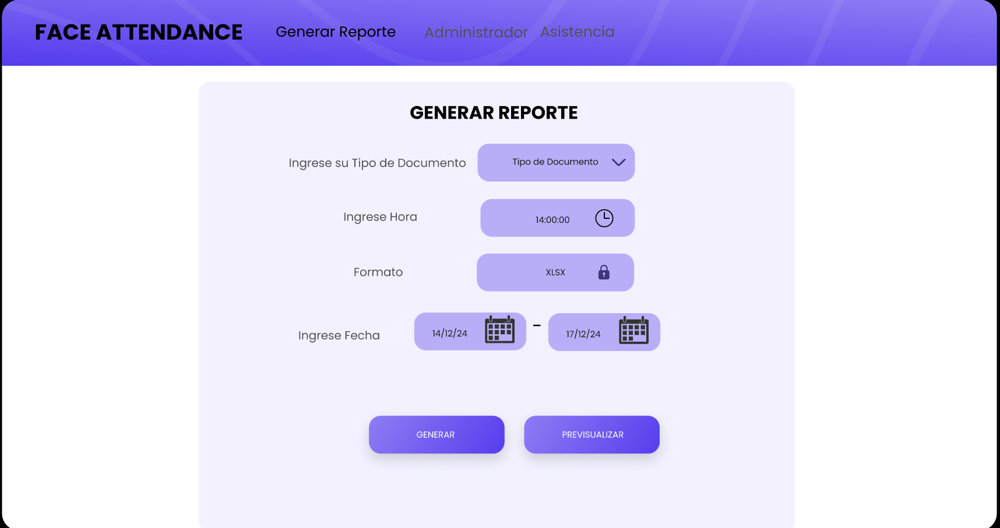 FACE ATTENDANCE Generar Reporte Administrador Asistencia
GENERAR REPORTE
Ingrese su Tipo de Documento Tipo de Documento
Ingrese Hora 14:00:00
Formato XLSX
Ingrese Fecha 14/12/24 – 17/12/24
GENERAR PREVISUALIZAR